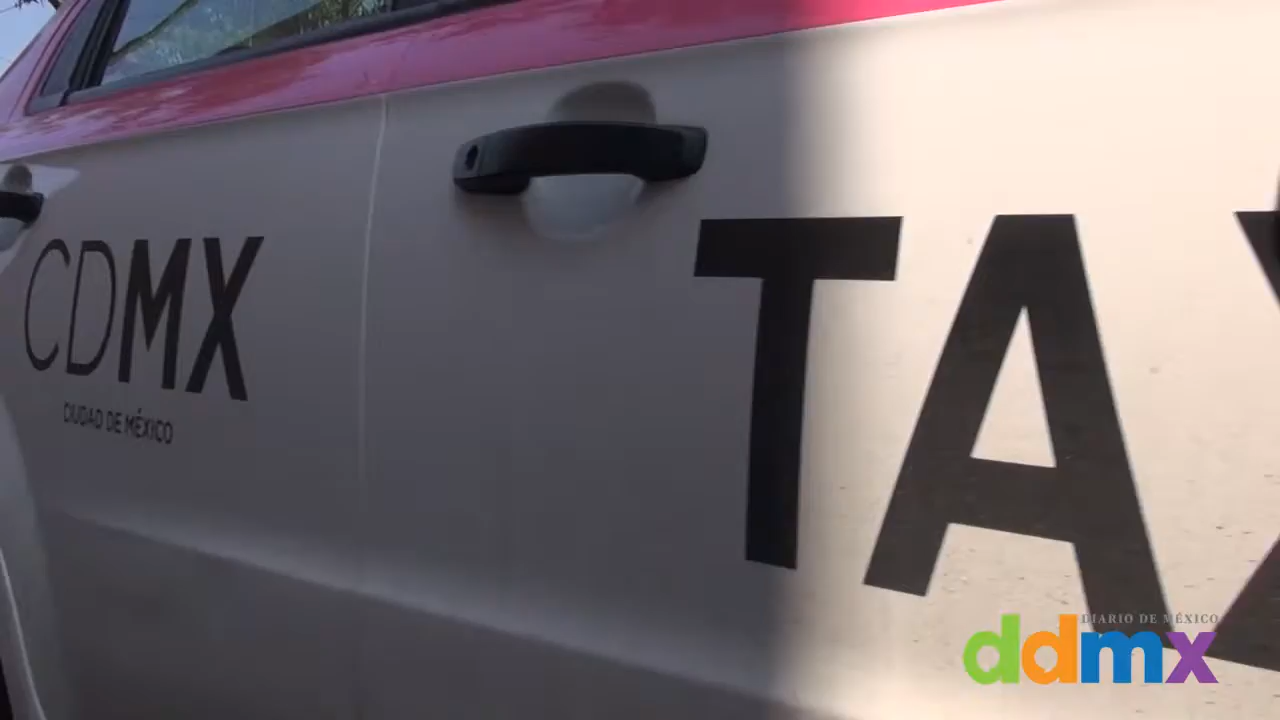 CDMX
CIUDAD DE MÉXICO
TAX
DIARIO DE MÉXICO
ddmx